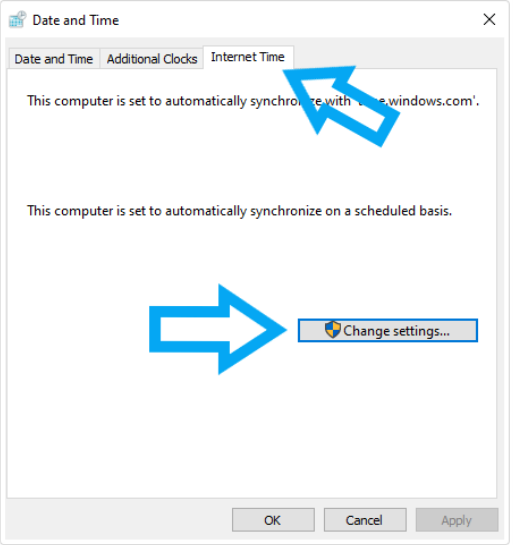 Date and Time
Date and Time Additional Clocks Internet Time
This computer is set to automatically synchronize with 'time.windows.com'.
This computer is set to automatically synchronize on a scheduled basis.
Change settings...
OK Cancel Apply